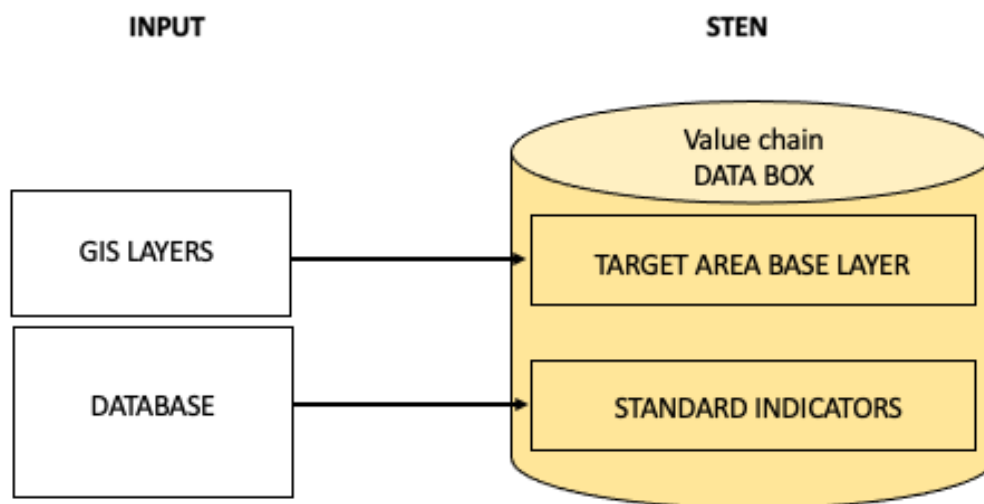 INPUT
STEN
Value chain
DATA BOX
GIS LAYERS
TARGET AREA BASE LAYER
DATABASE
STANDARD INDICATORS